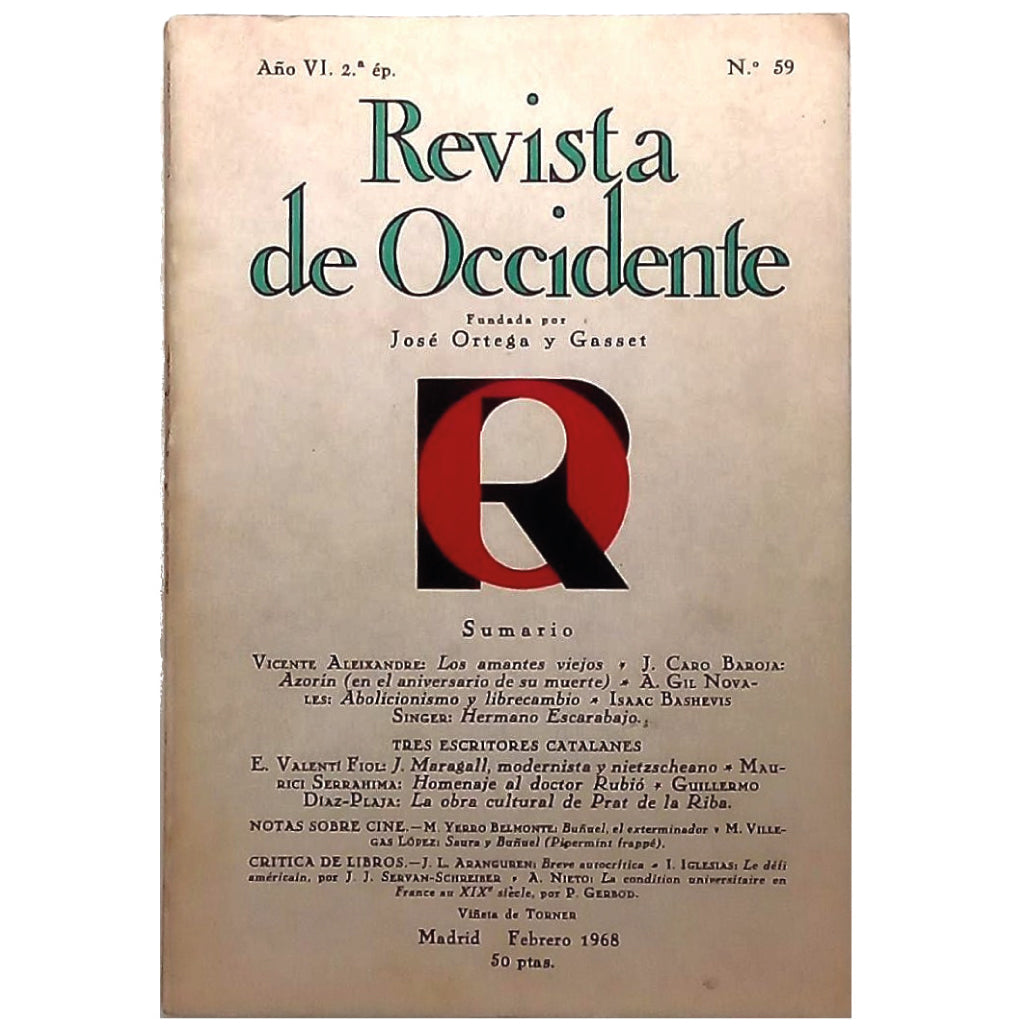 Año VI. 2.ª ép. N.º 59
Revista
de Occidente
Fundada por
José Ortega y Gasset
RO
Sumario
VICENTE ALEIXANDRE: Los amantes viejos * J. CARO BAROJA:
Azorín (en el aniversario de su muerte) * A. GIL NOVA-
LES: Abolicionismo y librecambio * ISAAC BASHEVIS
SINGER: Hermano Escarabajo.
TRES ESCRITORES CATALANES
E. VALENTÍ FIOL: J. Maragall, modernista y nietzscheano * MAU-
RICI SERRAHIMA: Homenaje al doctor Rubió * GUILLERMO
DIAZ-PLAJA: La obra cultural de Prat de la Riba.
NOTAS SOBRE CINE.—M. YERRO BELMONTE: Buñuel, el exterminador * M. VILLE-
GAS LÓPEZ: Saura y Buñuel (Pipermint frappé).
CRITICA DE LIBROS.—J. L. ARANGUREN: Breve autocrítica * I. IGLESIAS: Le défi
américain, por J. J. SERVAN-SCHREIBER * A. NIETO: La condition universitaire en
France au XIXe siècle, por P. GERBOD.
Viñeta de TORNER
Madrid Febrero 1968
50 ptas.